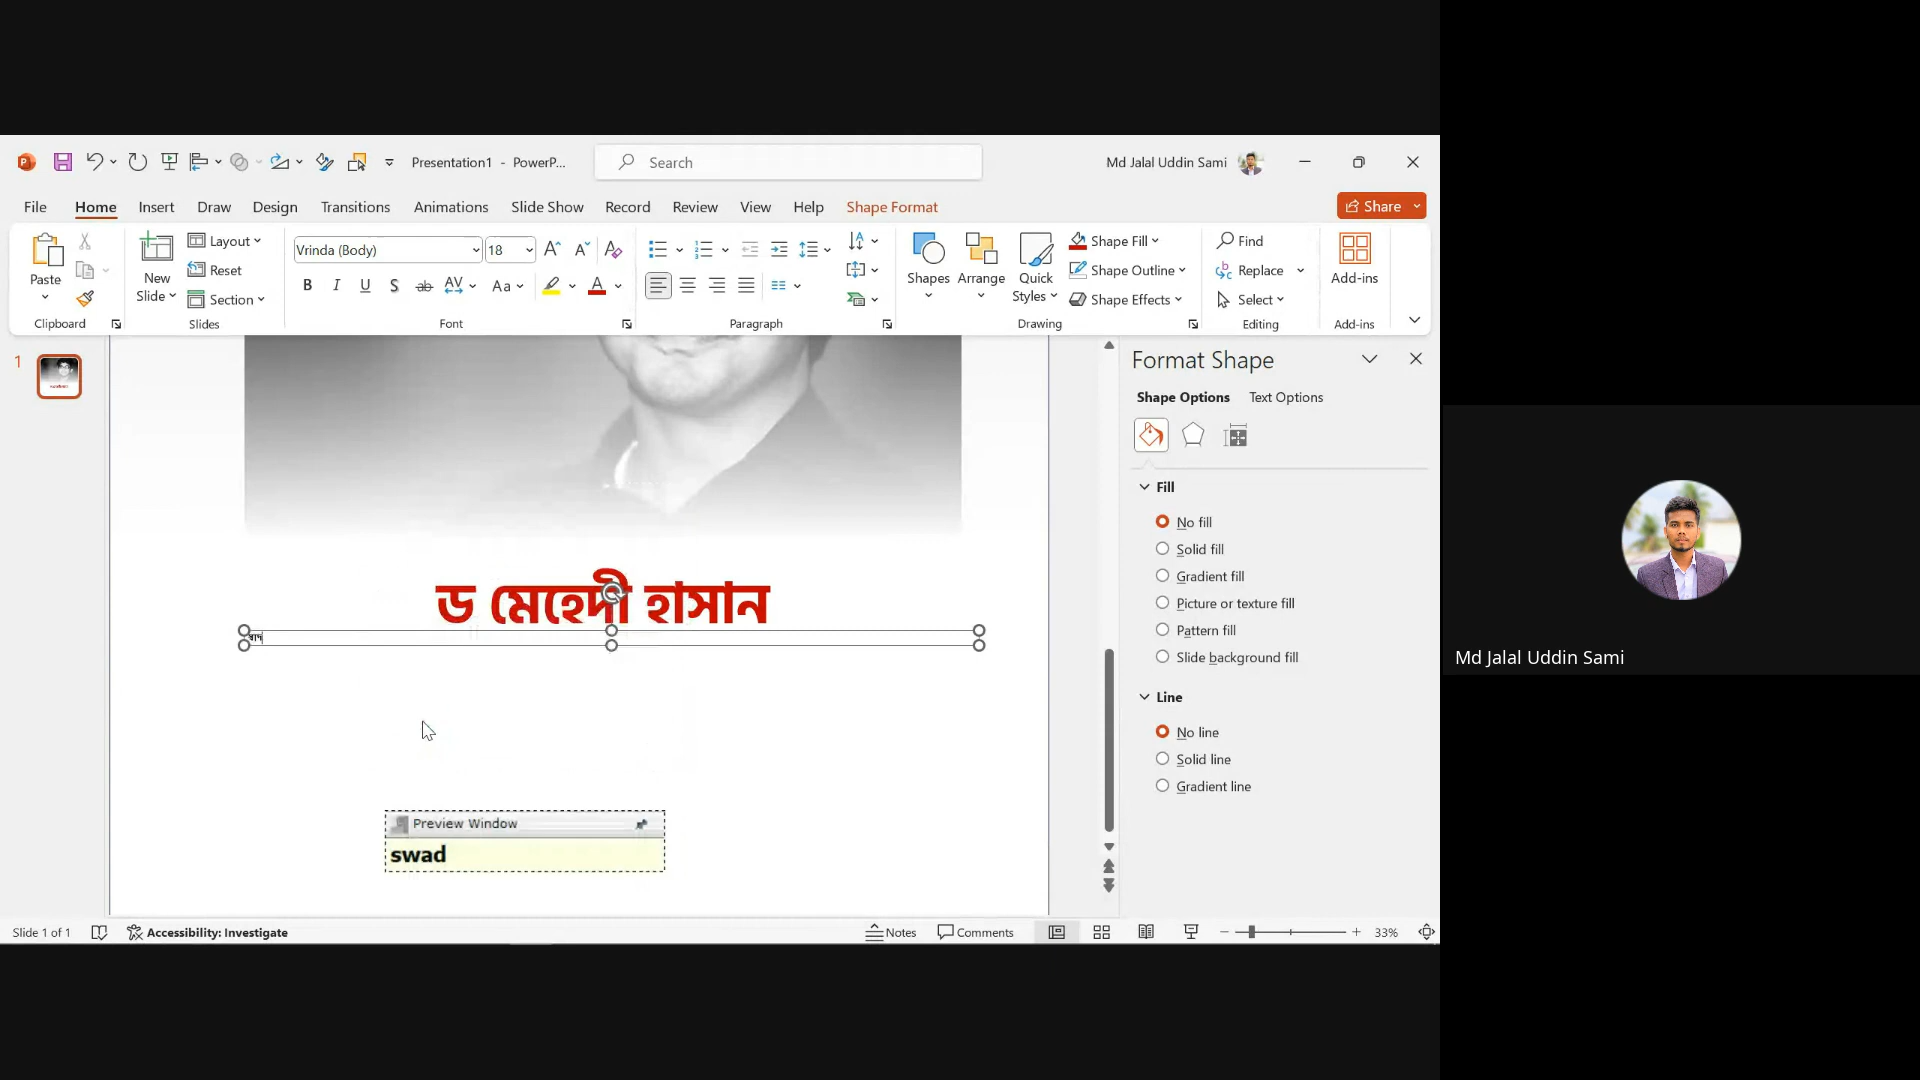 Presentation1 - PowerP...
Search
Md Jalal Uddin Sami
File Home Insert Draw Design Transitions Animations Slide Show Record Review View Help Shape Format
Share
Paste
Clipboard
New Slide
Layout
Reset
Section
Slides
Vrinda (Body) 18
B I U S ab AV Aa A
Font
Paragraph
Shapes
Arrange
Quick Styles
Shape Fill
Shape Outline
Shape Effects
Drawing
Find
Replace
Select
Editing
Add-ins
Add-ins
1
ড মেহেদী হাসান
Preview Window
swad
Format Shape
Shape Options Text Options
Fill
No fill
Solid fill
Gradient fill
Picture or texture fill
Pattern fill
Slide background fill
Line
No line
Solid line
Gradient line
Slide 1 of 1
Accessibility: Investigate
Notes
Comments
33%
Md Jalal Uddin Sami